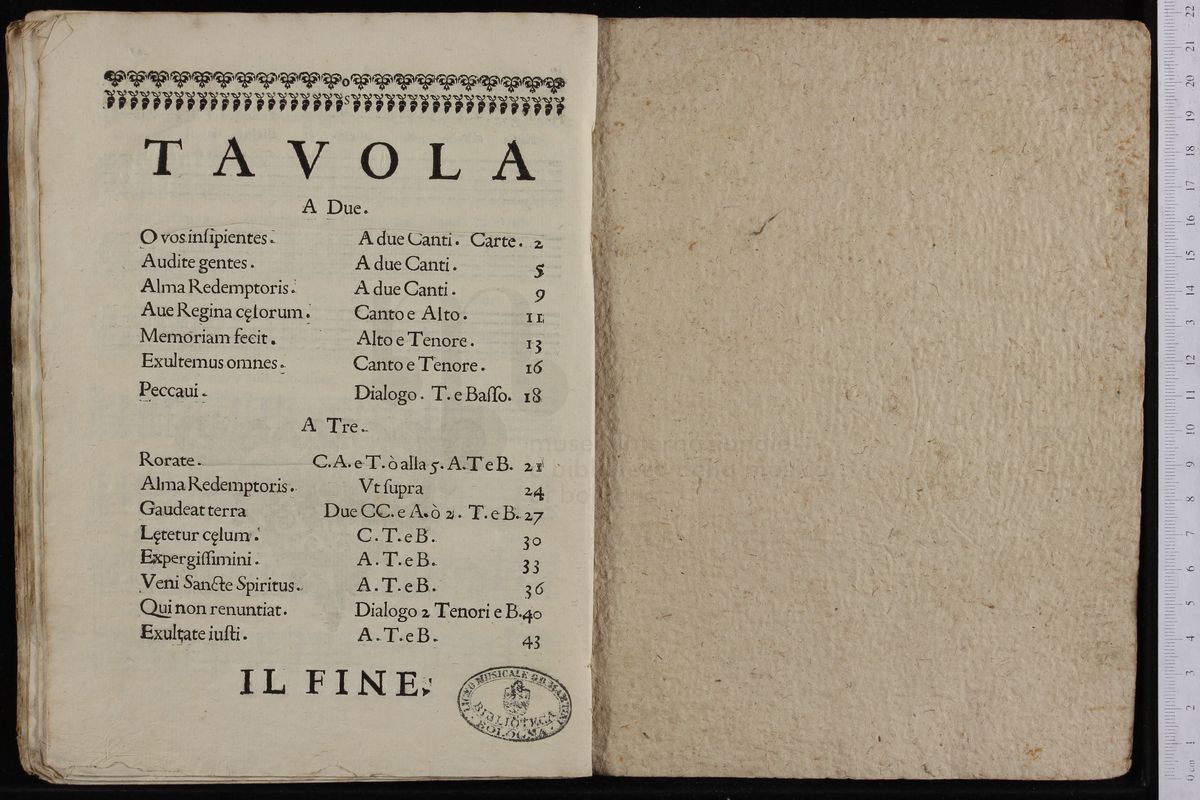 TAVOLA
A Due.
O vos inſipientes. A due Canti. Carte. 2
Audite gentes. A due Canti. 5
Alma Redemptoris. A due Canti. 9
Aue Regina cęlorum. Canto e Alto. 11
Memoriam fecit. Alto e Tenore. 13
Exultemus omnes. Canto e Tenore. 16
Peccaui. Dialogo. T. e Baſſo. 18
A Tre.
Rorate. C.A. e T. ò alla 5. A.T e B. 21
Alma Redemptoris. Vt ſupra 24
Gaudeat terra Due CC. e A. ò 2. T. e B. 27
Lętetur cęlum. C. T. e B. 30
Expergiſſimini. A. T. e B. 33
Veni Sancte Spiritus. A. T. e B. 36
Qui non renuntiat. Dialogo 2 Tenori e B. 40
Exultate iuſti. A. T. e B. 43
IL FINE.
LICEO MUSICALE G.B. MARTINI
BIBLIOTECA
BOLOGNA